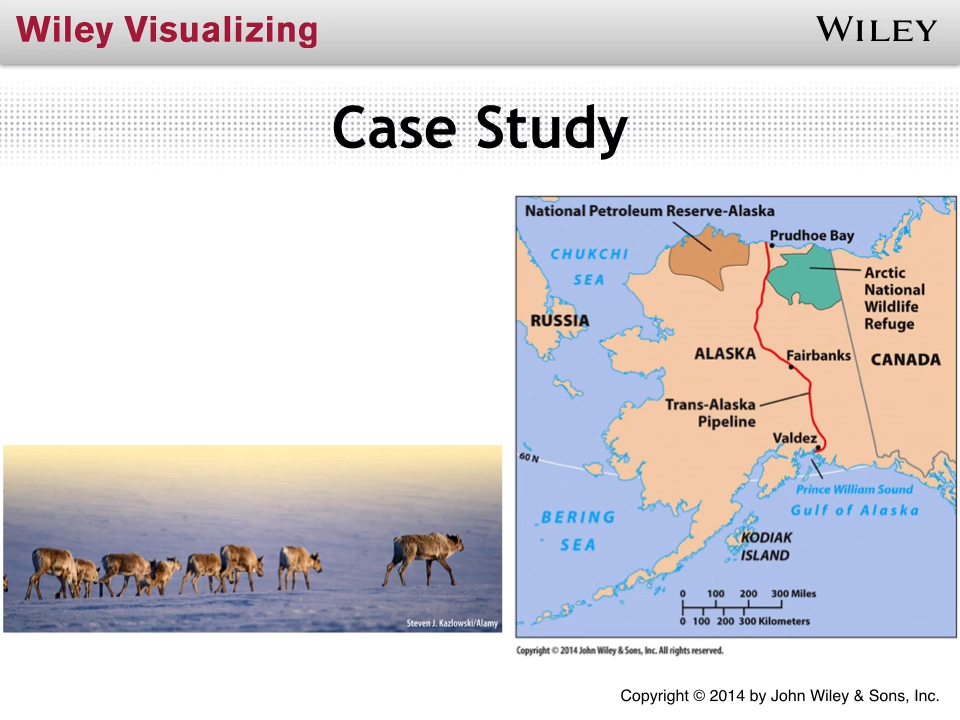 Wiley Visualizing
WILEY
Case Study
National Petroleum Reserve-Alaska
Prudhoe Bay
CHUKCHI
SEA
Arctic
National
Wildlife
Refuge
RUSSIA
ALASKA
Fairbanks
CANADA
Trans-Alaska
Pipeline
Valdez
60 N
Prince William Sound
Gulf of Alaska
BERING
SEA
KODIAK
ISLAND
0 100 200 300 Miles
0 100 200 300 Kilometers
Steven J. Kazlowski/Alamy
Copyright © 2014 John Wiley & Sons, Inc. All rights reserved.
Copyright © 2014 by John Wiley & Sons, Inc.